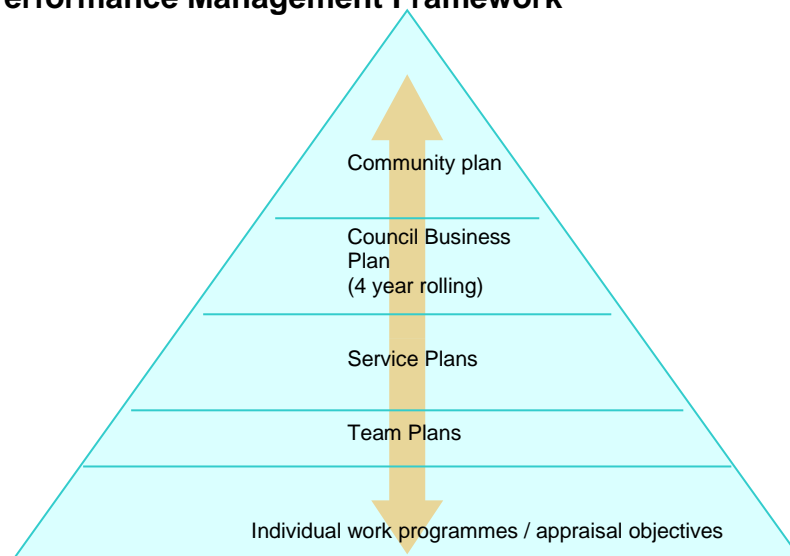 erformance Management Framework
Community plan
Council Business
Plan
(4 year rolling)
Service Plans
Team Plans
Individual work programmes / appraisal objectives